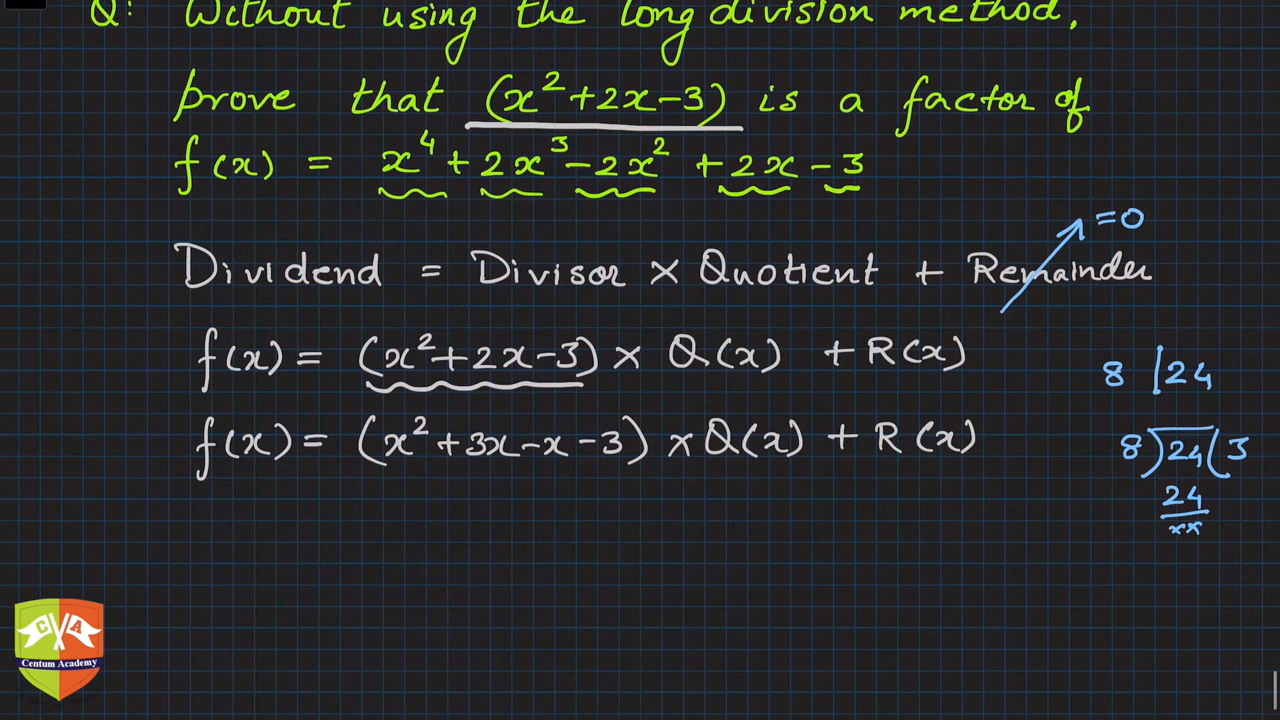 Q: Without using the long division method,
prove that (x²+2x-3) is a factor of
f(x) = x⁴ + 2x³ - 2x² + 2x - 3
= 0
Dividend = Divisor × Quotient + Remainder
f(x) = (x²+2x-3) × Q(x) + R(x)
8 |24
f(x) = (x²+3x-x-3) × Q(x) + R(x)
8)24(3
24
xx
CA
Centum Academy